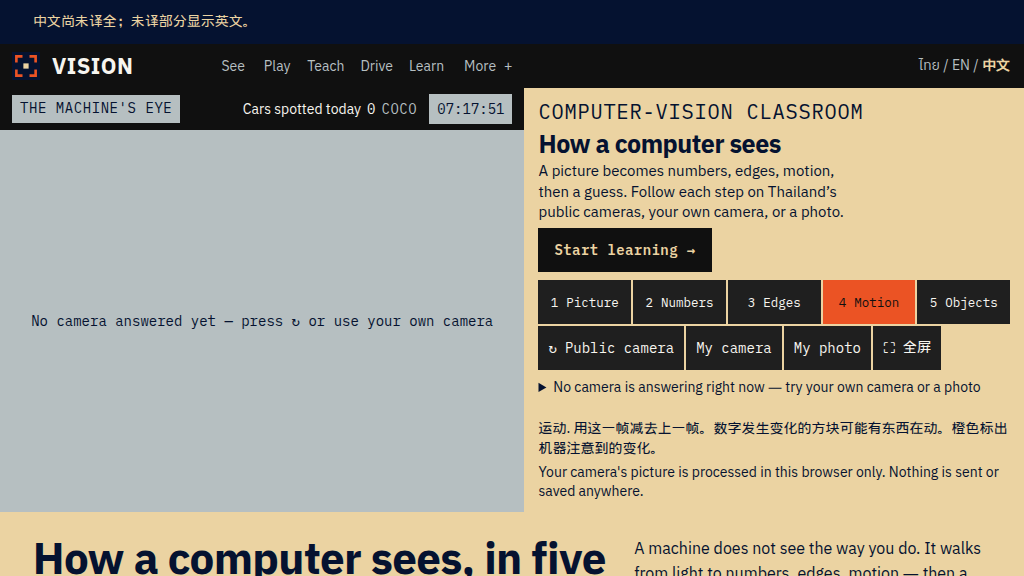 中文尚未译全；未译部分显示英文。
VISION
See Play Teach Drive Learn More +
ไทย / EN / 中文
THE MACHINE'S EYE
Cars spotted today 0 COCO 07:17:51
No camera answered yet — press ↻ or use your own camera
COMPUTER-VISION CLASSROOM
How a computer sees
A picture becomes numbers, edges, motion,
then a guess. Follow each step on Thailand’s
public cameras, your own camera, or a photo.
Start learning →
1 Picture 2 Numbers 3 Edges 4 Motion 5 Objects
↻ Public camera My camera My photo ⛶ 全屏
▶ No camera is answering right now — try your own camera or a photo
运动. 用这一帧减去上一帧。数字发生变化的方块可能有东西在动。橙色标出
机器注意到的变化。
Your camera's picture is processed in this browser only. Nothing is sent or
saved anywhere.
How a computer sees, in five
A machine does not see the way you do. It walks
from light to numbers, edges, motion — then a